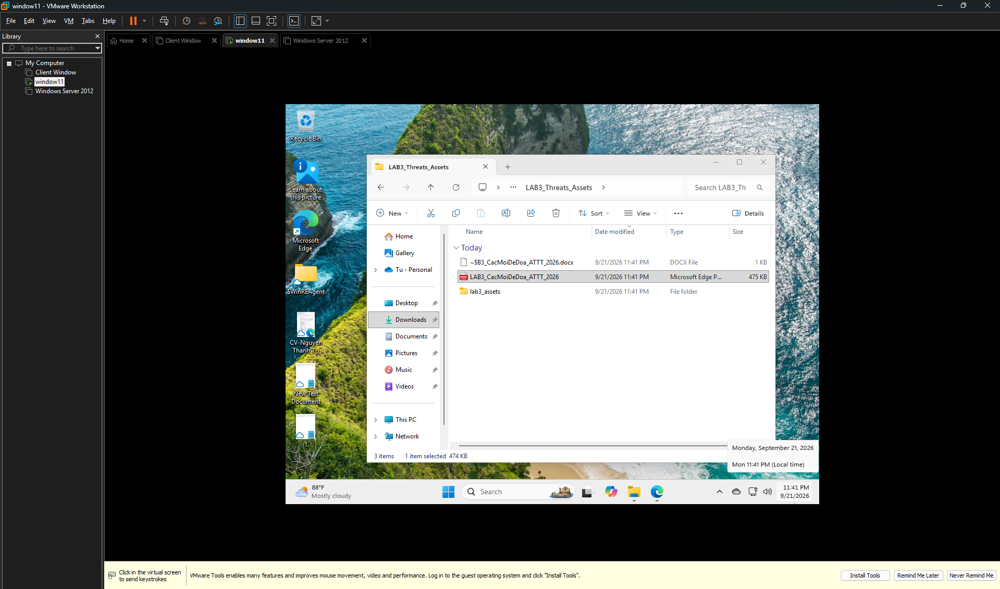 window11 - VMware Workstation
File Edit View VM Tabs Help
Library
Type here to search
My Computer
Client Window
window11
Windows Server 2012
Home
Client Window
window11
Windows Server 2012
Recycle Bin
Learn about
this picture
Microsoft
Edge
$WinREAgent
CV-Nguyễn
Thanh Tu
New Text
Document
1
LAB3_Threats_Assets
LAB3_Threats_Assets
Search LAB3_Th
New
Sort
View
Details
Home
Gallery
Tu - Personal
Desktop
Downloads
Documents
Pictures
Music
Videos
This PC
Network
Name Date modified Type Size
Today
~$B3_CacMoiDeDoa_ATTT_2026.docx 9/21/2026 11:41 PM DOCX File 1 KB
PDF LAB3_CacMoiDeDoa_ATTT_2026 9/21/2026 11:41 PM Microsoft Edge P... 475 KB
lab3_assets 9/21/2026 11:41 PM File folder
3 items 1 item selected 474 KB
Monday, September 21, 2026
Mon 11:41 PM (Local time)
88°F
Mostly cloudy
Search
11:41 PM
9/21/2026
Click in the virtual screen
to send keystrokes
VMware Tools enables many features and improves mouse movement, video and performance. Log in to the guest operating system and click "Install Tools".
Install Tools
Remind Me Later
Never Remind Me